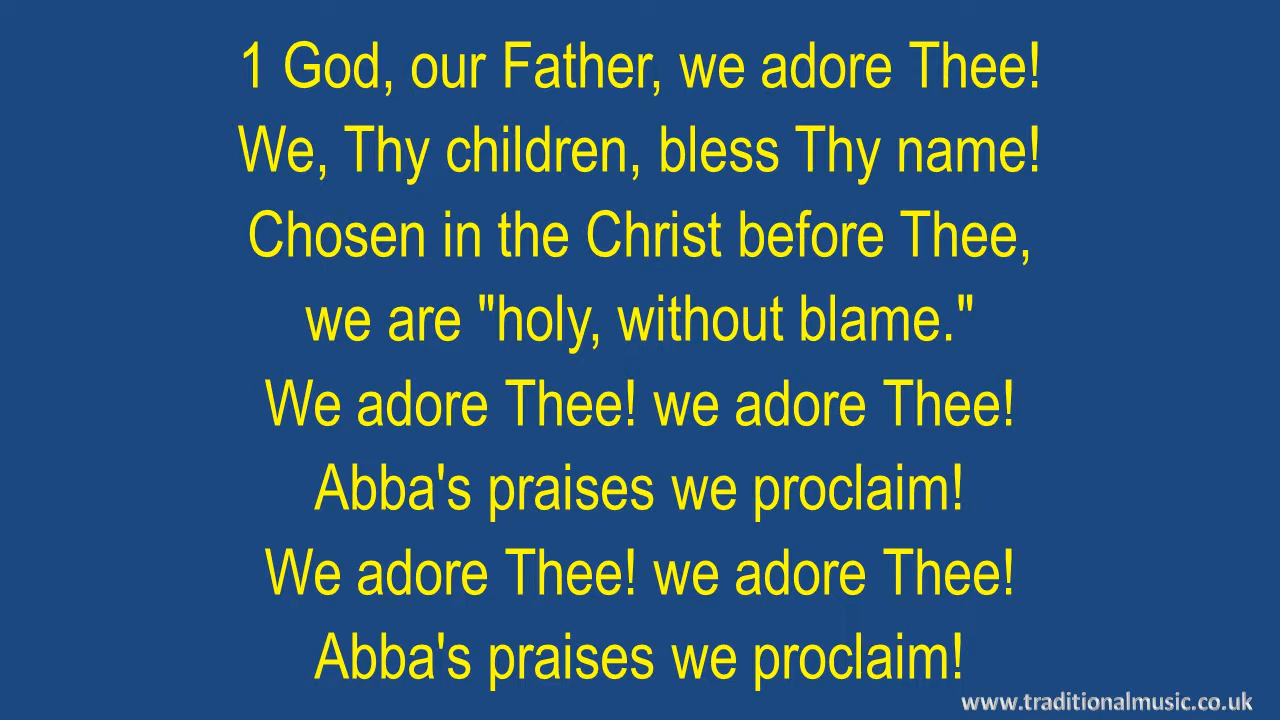 1 God, our Father, we adore Thee!
We, Thy children, bless Thy name!
Chosen in the Christ before Thee,
we are "holy, without blame."
We adore Thee! we adore Thee!
Abba's praises we proclaim!
We adore Thee! we adore Thee!
Abba's praises we proclaim!
www.traditionalmusic.co.uk